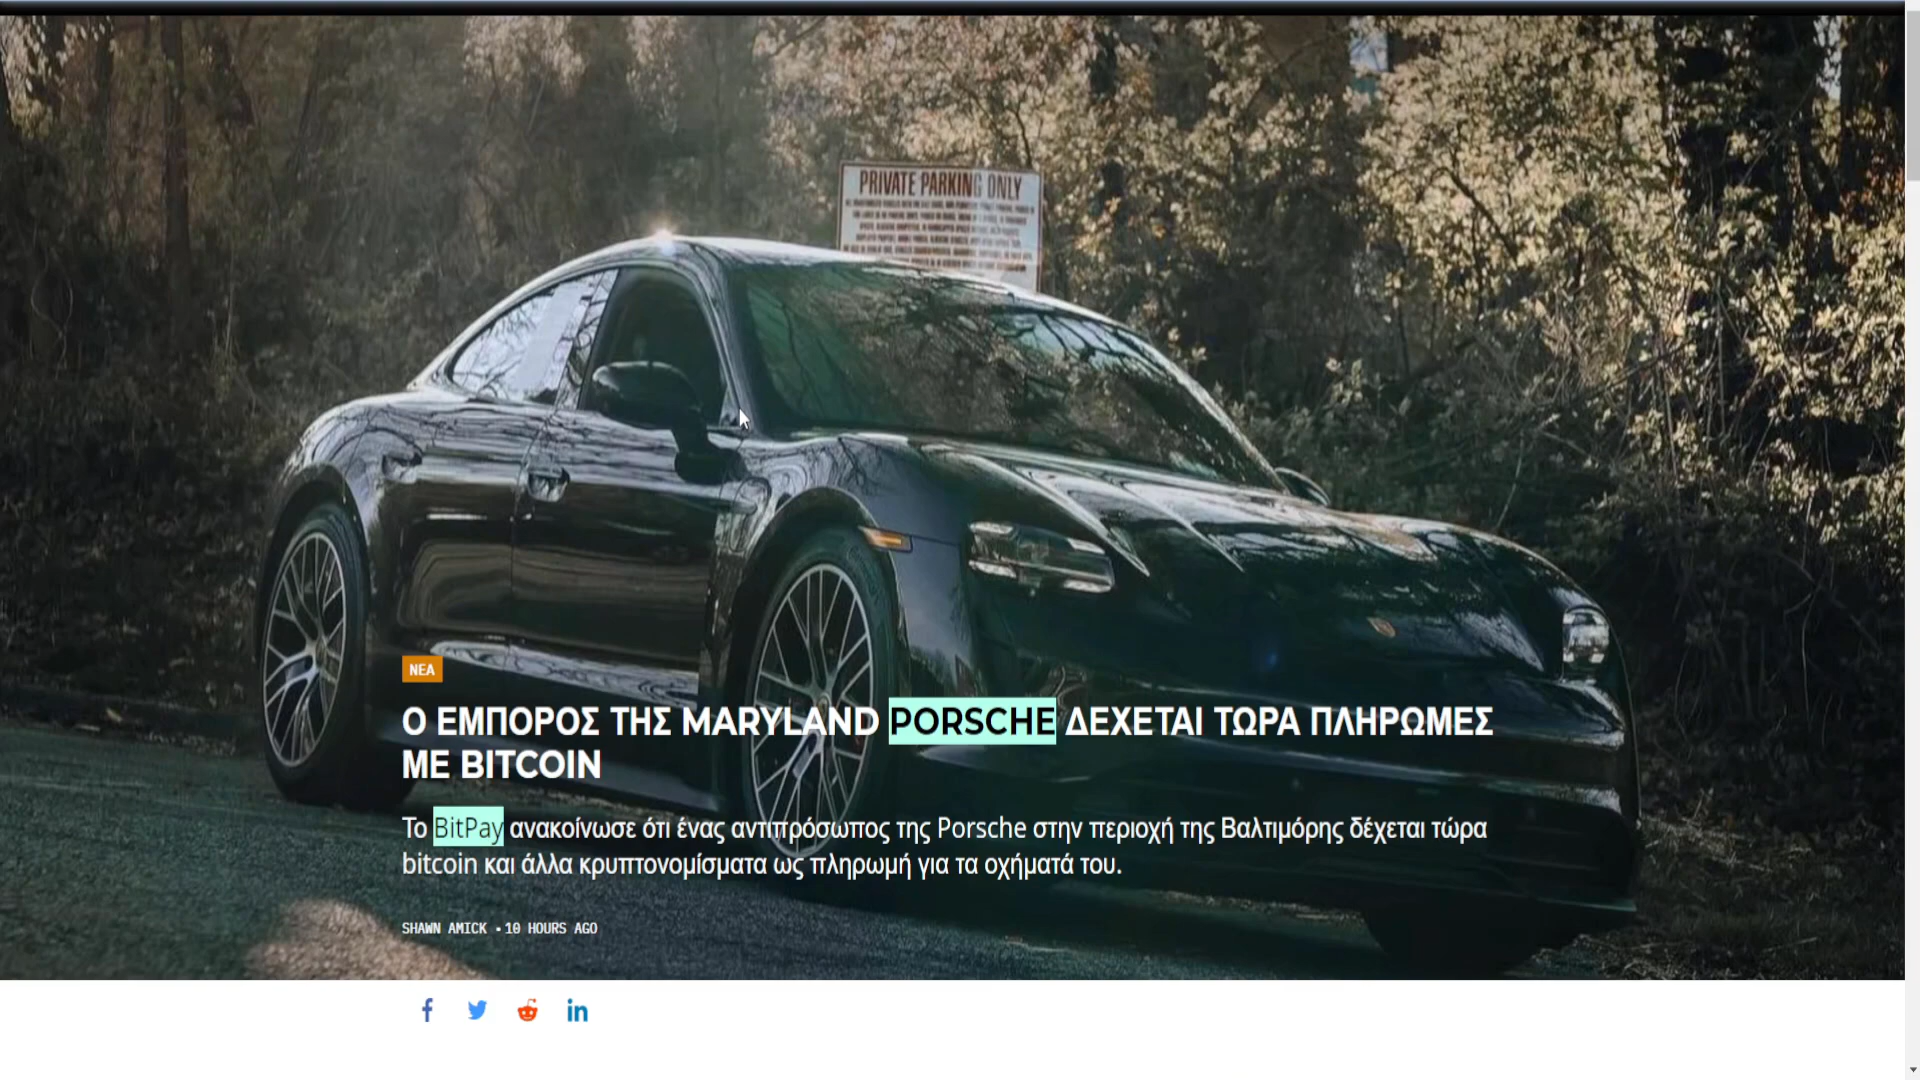 PRIVATE PARKING ONLY
ΝΕΑ
Ο ΕΜΠΟΡΟΣ ΤΗΣ MARYLAND PORSCHE ΔΕΧΕΤΑΙ ΤΩΡΑ ΠΛΗΡΩΜΕΣ
ΜΕ BITCOIN
Το BitPay ανακοίνωσε ότι ένας αντιπρόσωπος της Porsche στην περιοχή της Βαλτιμόρης δέχεται τώρα
bitcoin και άλλα κρυπτονομίσματα ως πληρωμή για τα οχήματά του.
SHAWN AMICK • 10 HOURS AGO